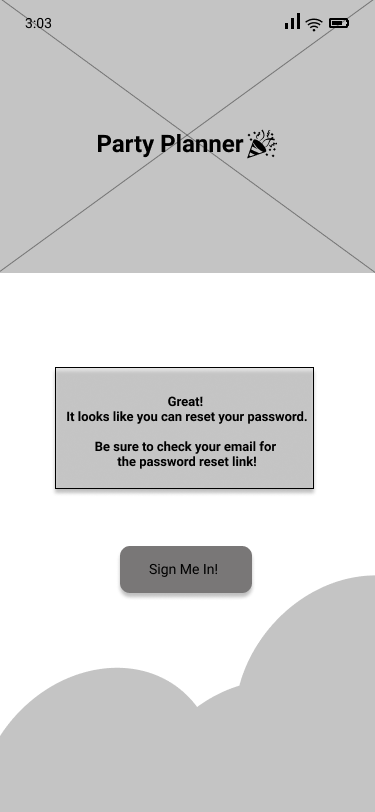 3:03
Party Planner
Great!
It looks like you can reset your password.
Be sure to check your email for
the password reset link!
Sign Me In!